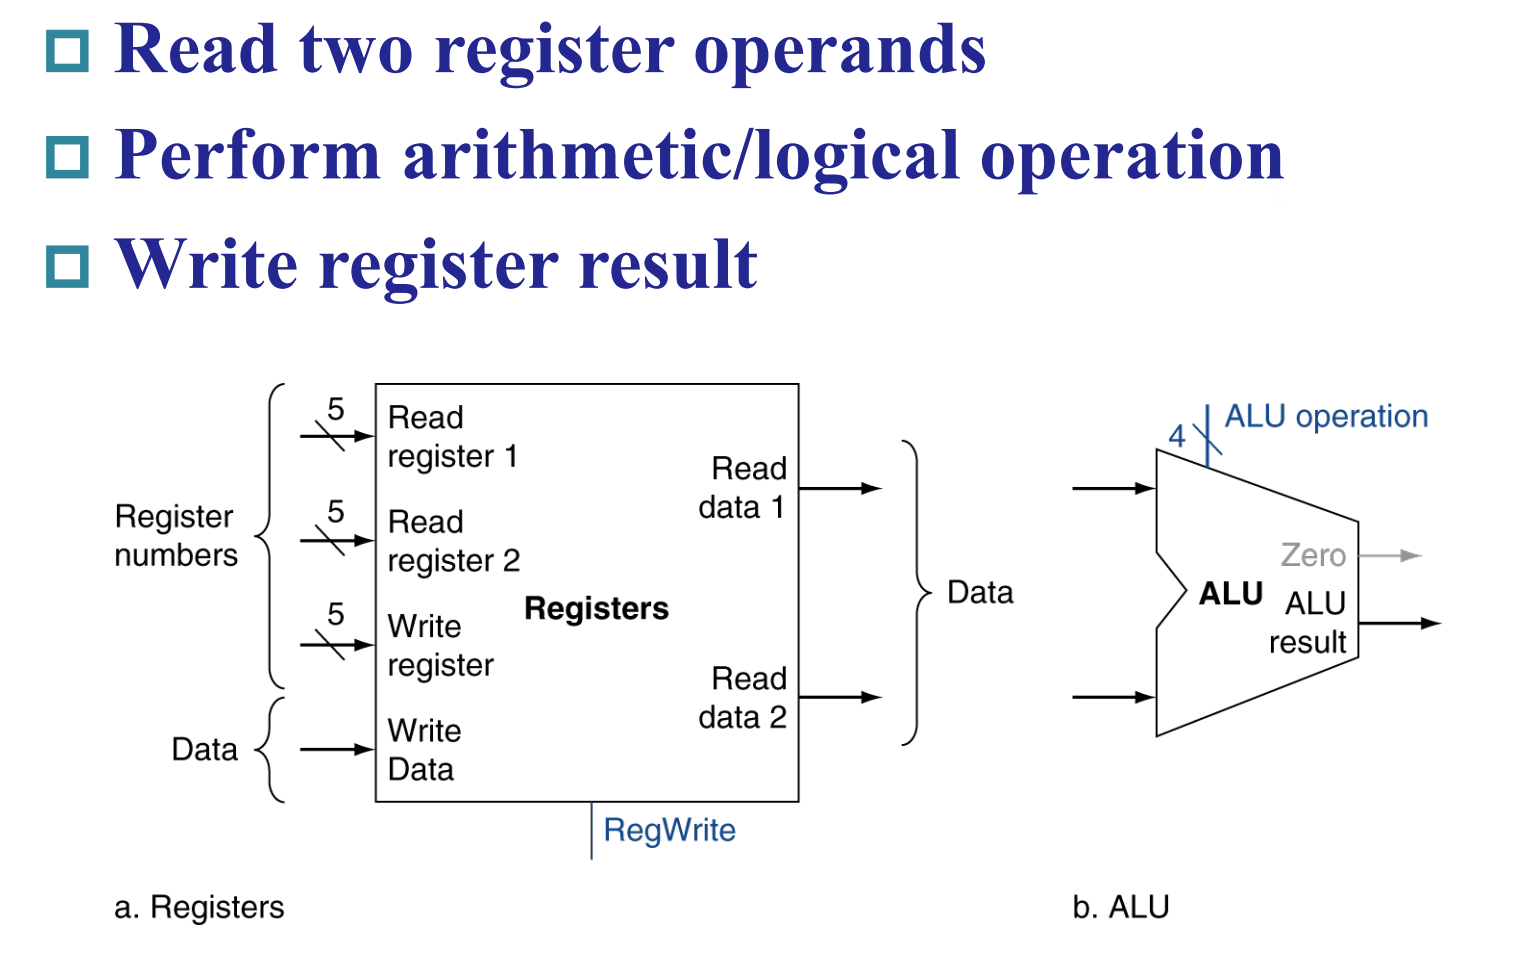 Read two register operands
Perform arithmetic/logical operation
Write register result
Register
numbers
Data
5
5
5
Read
register 1
Read
register 2
Write
register
Write
Data
Registers
Read
data 1
Read
data 2
RegWrite
Data
4
ALU operation
Zero
ALU
ALU
result
a. Registers
b. ALU